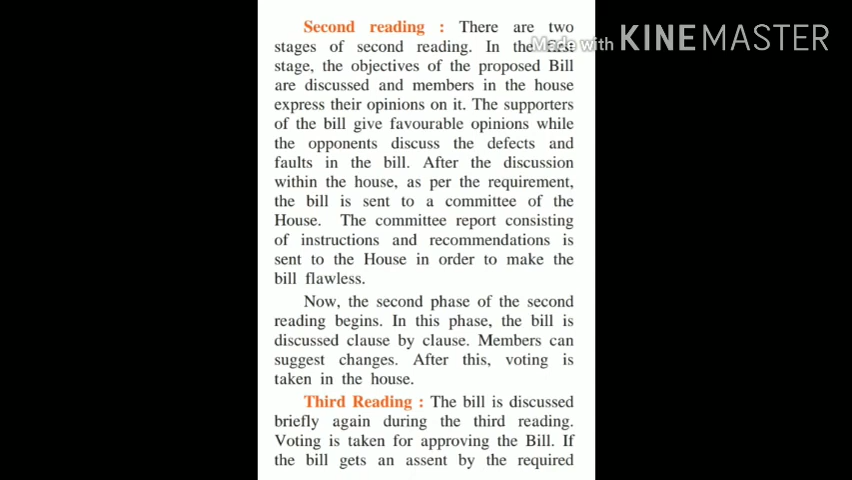 Second reading : There are two
stages of second reading. In the first
stage, the objectives of the proposed Bill
are discussed and members in the house
express their opinions on it. The supporters
of the bill give favourable opinions while
the opponents discuss the defects and
faults in the bill. After the discussion
within the house, as per the requirement,
the bill is sent to a committee of the
House. The committee report consisting
of instructions and recommendations is
sent to the House in order to make the
bill flawless.
Now, the second phase of the second
reading begins. In this phase, the bill is
discussed clause by clause. Members can
suggest changes. After this, voting is
taken in the house.
Third Reading : The bill is discussed
briefly again during the third reading.
Voting is taken for approving the Bill. If
the bill gets an assent by the required
Made with KINEMASTER